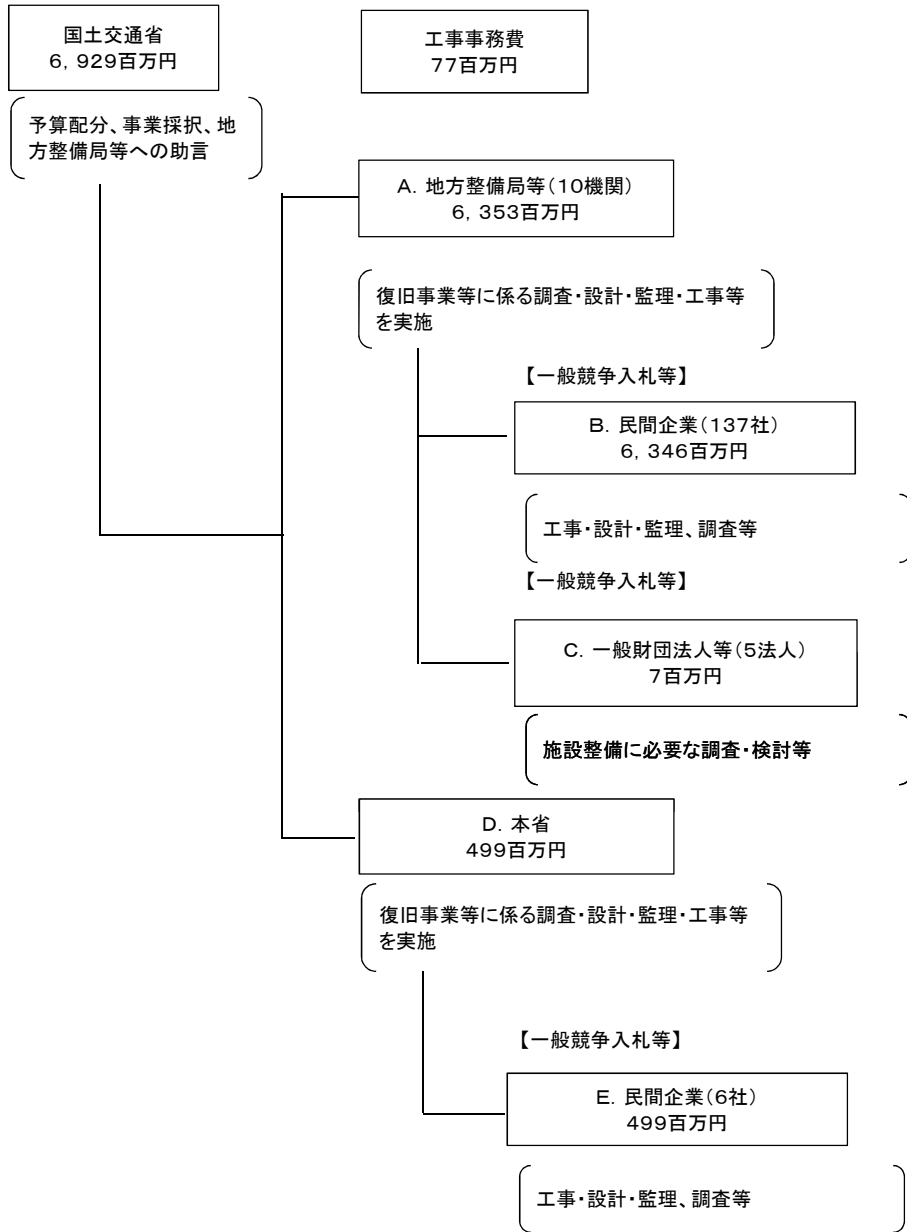 国土交通省
6,929百万円
工事事務費
77百万円
予算配分、事業採択、地
方整備局等への助言
A. 地方整備局等(10機関)
6,353百万円
復旧事業等に係る調査・設計・監理・工事等
を実施
【一般競争入札等】
B. 民間企業(137社)
6,346百万円
工事・設計・監理、調査等
【一般競争入札等】
C. 一般財団法人等(5法人)
7百万円
施設整備に必要な調査・検討等
D. 本省
499百万円
復旧事業等に係る調査・設計・監理・工事等
を実施
【一般競争入札等】
E. 民間企業(6社)
499百万円
工事・設計・監理、調査等